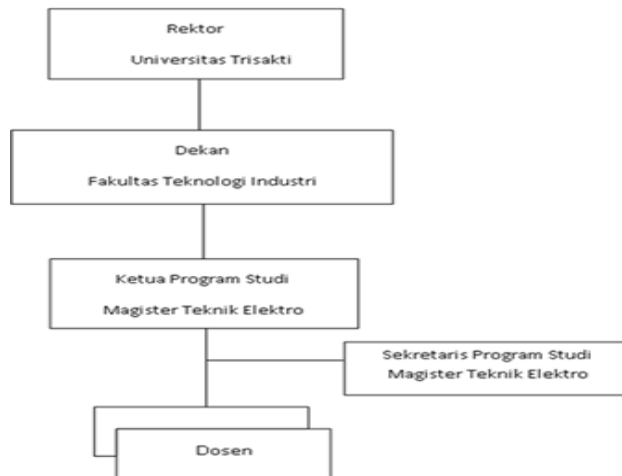 Rektor
Universitas Trisakti
Dekan
Fakultas Teknologi Industri
Ketua Program Studi
Magister Teknik Elektro
Sekretaris Program Studi
Magister Teknik Elektro
Dosen